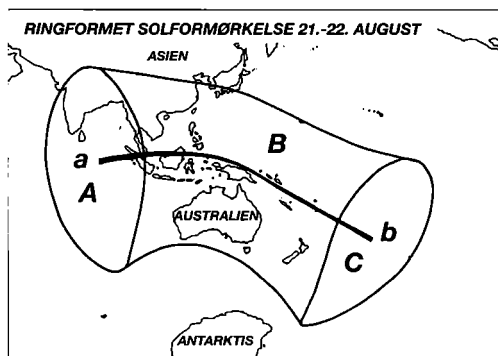 RINGFORMET SOLFORMØRKELSE 21.-22. AUGUST
ASIEN
B
a
A
AUSTRALIEN
b
C
ANTARKTIS